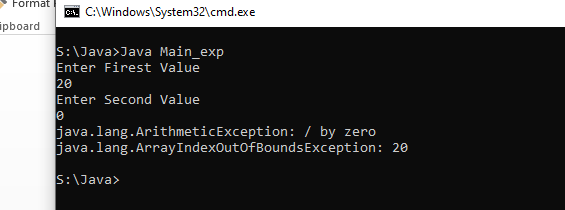 Format
ipboard
C:\Windows\System32\cmd.exe
S:\Java>Java Main_exp
Enter Firest Value
20
Enter Second Value
0
java.lang.ArithmeticException: / by zero
java.lang.ArrayIndexOutOfBoundsException: 20
S:\Java>